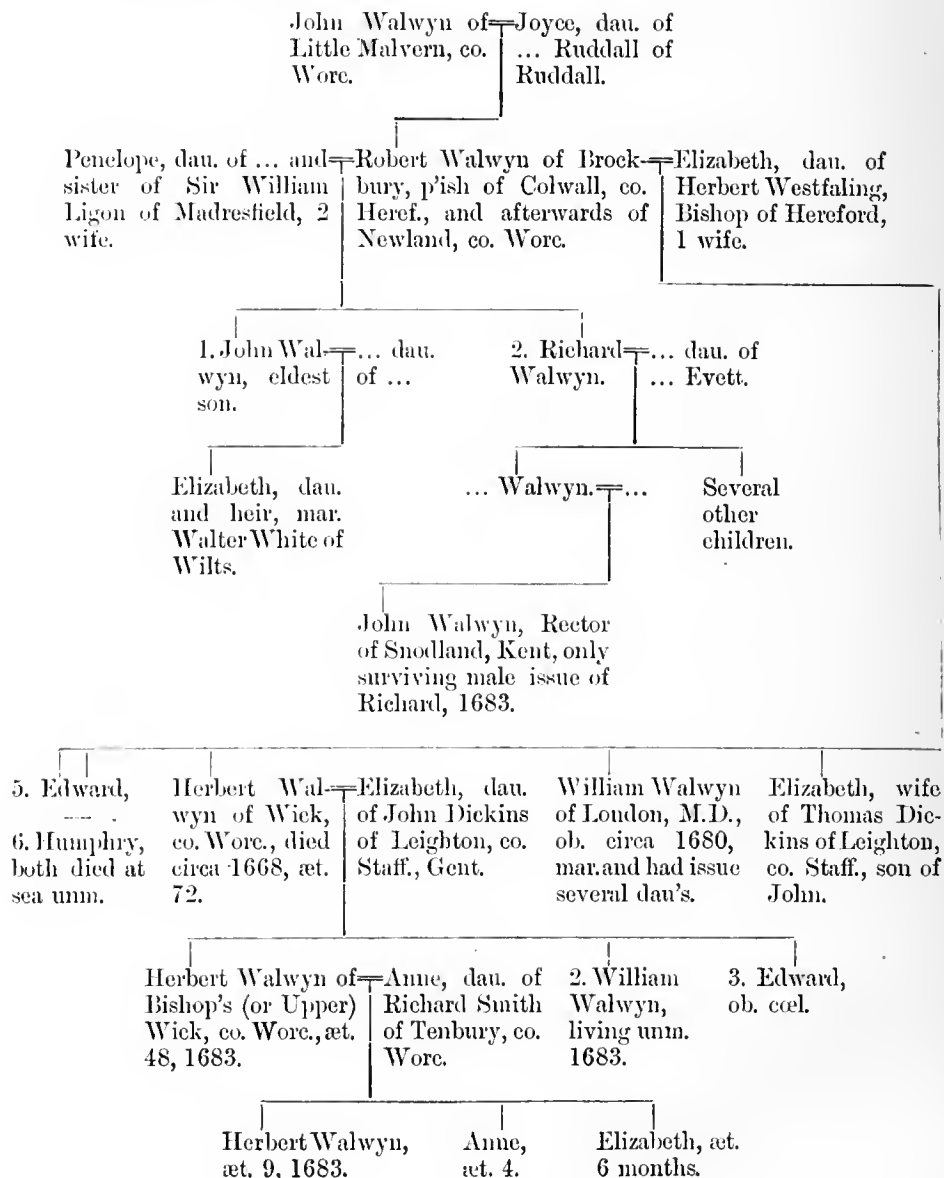 John Walwyn of
Little Malvern, co.
Worc.
Joyce, dau. of
... Ruddall of
Ruddall.
Penelope, dau. of ... and
sister of Sir William
Ligon of Madresfield, 2
wife.
Robert Walwyn of Brock-
bury, p'ish of Colwall, co.
Heref., and afterwards of
Newland, co. Worc.
Elizabeth, dau. of
Herbert Westfaling,
Bishop of Hereford,
1 wife.
1. John Wal-
wyn, eldest
son.
... dau.
of ...
2. Richard
Walwyn.
... dau. of
... Evett.
Elizabeth, dau.
and heir, mar.
Walter White of
Wilts.
... Walwyn.
...
Several
other
children.
John Walwyn, Rector
of Snodland, Kent, only
surviving male issue of
Richard, 1683.
5. Edward,
6. Humphry,
both died at
sea unm.
Herbert Wal-
wyn of Wick,
co. Worc., died
circa 1668, æt.
72.
Elizabeth, dau.
of John Dickins
of Leighton, co.
Staff., Gent.
William Walwyn
of London, M.D.,
ob. circa 1680,
mar. and had issue
several dau's.
Elizabeth, wife
of Thomas Dic-
kins of Leighton,
co. Staff., son of
John.
Herbert Walwyn of
Bishop's (or Upper)
Wick, co. Worc., æt.
48, 1683.
Anne, dau. of
Richard Smith
of Tenbury, co.
Worc.
2. William
Walwyn,
living unm.
1683.
3. Edward,
ob. cœl.
Herbert Walwyn,
æt. 9, 1683.
Anne,
æt. 4.
Elizabeth, æt.
6 months.